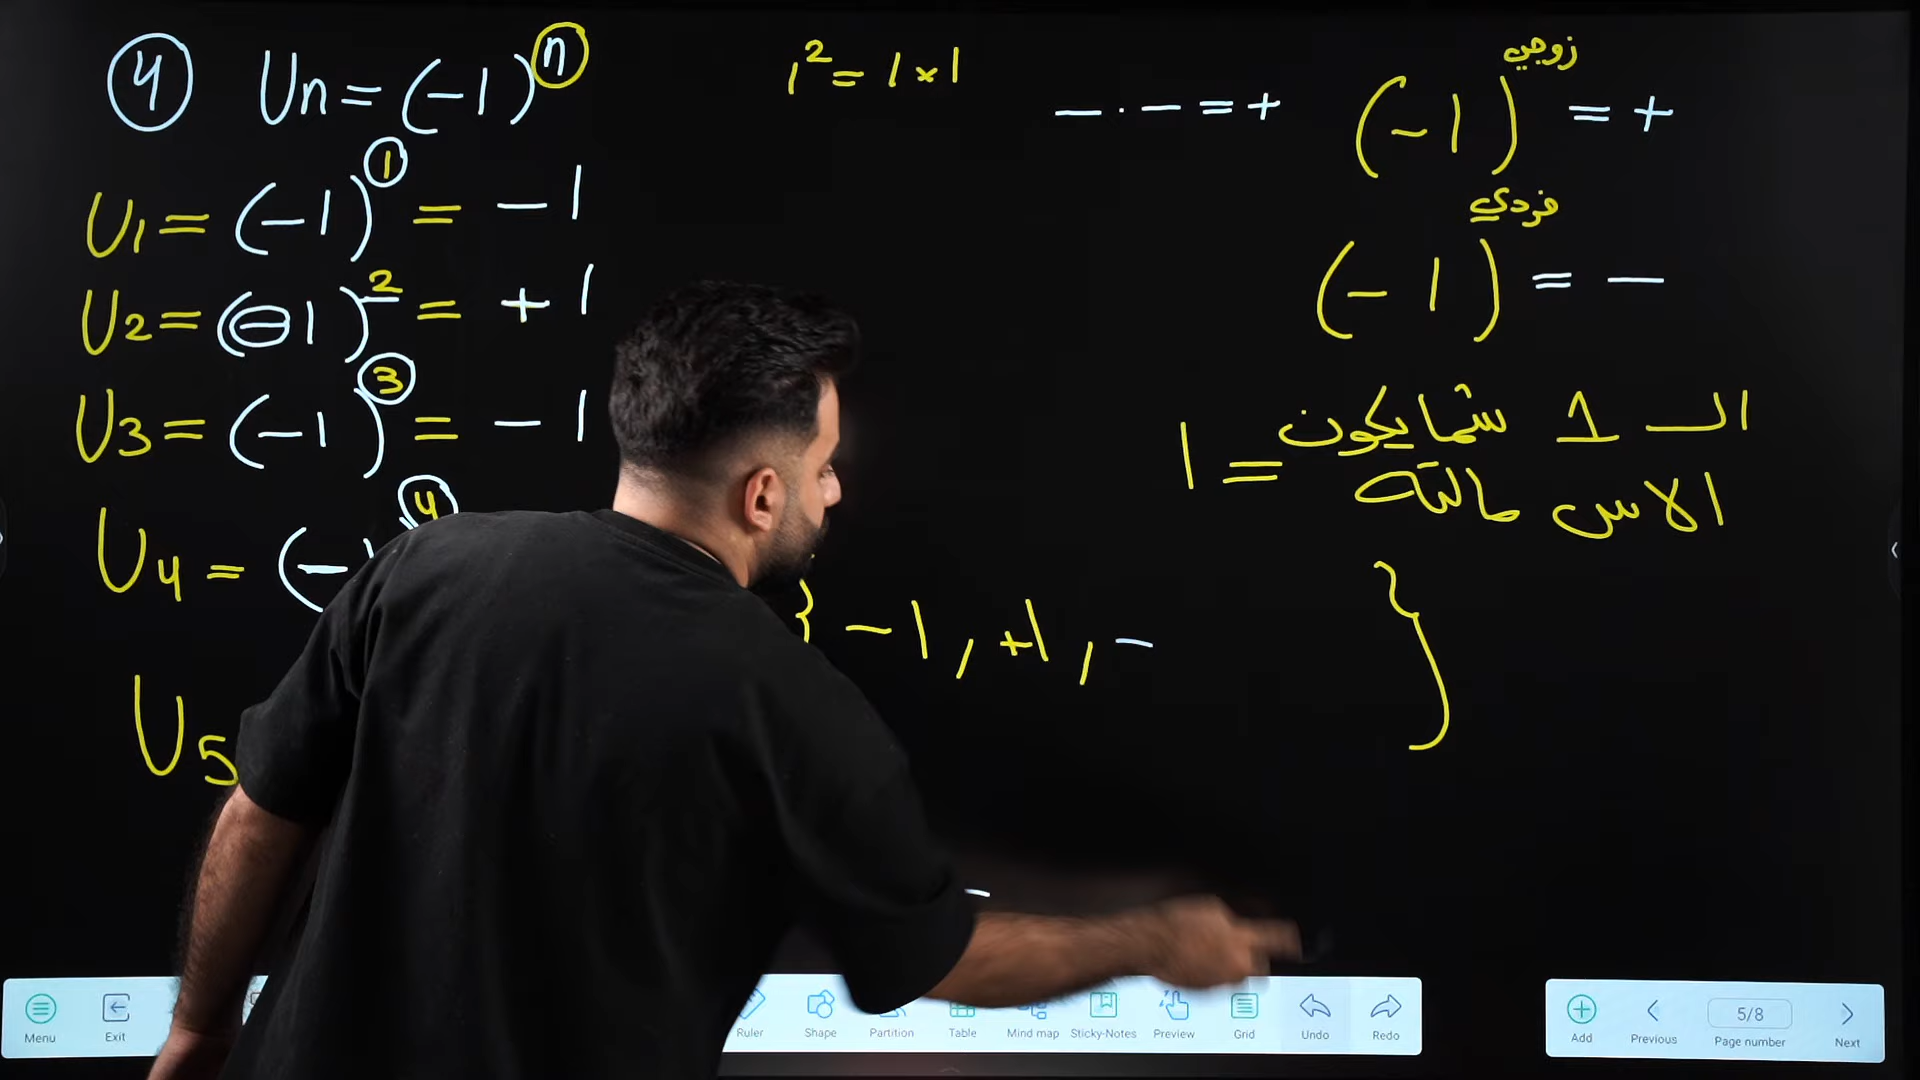 ④ Un = (-1)ⁿ
1² = 1 × 1
- · - = +
زوجي
(-1) = +
U1 = (-1)¹ = -1
فردي
(-1) = -
U2 = (-1)² = +1
U3 = (-1)³ = -1
الـ 1 شما يكون
الاس مالته = 1
U4 = (-1 4
{ -1 , +1 , - }
U5
Menu
Exit
Ruler
Shape
Partition
Table
Mind map
Sticky-Notes
Preview
Grid
Undo
Redo
Add
Previous
5/8
Page number
Next